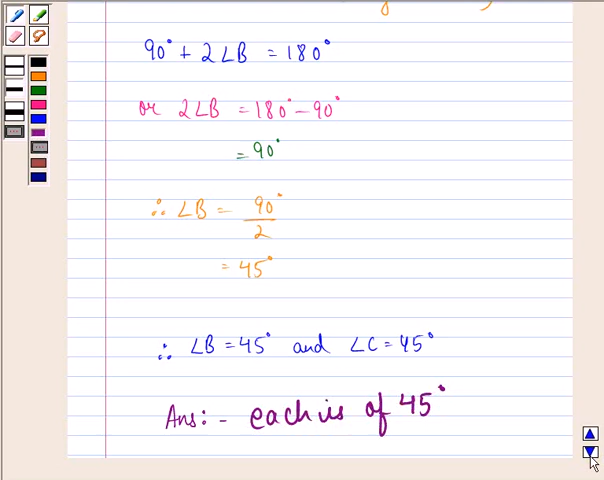 90° + 2∠B = 180°
or 2∠B = 180° - 90°
= 90°
∴ ∠B = 90°/2
= 45°
∴ ∠B = 45° and ∠C = 45°
Ans:- each is of 45°